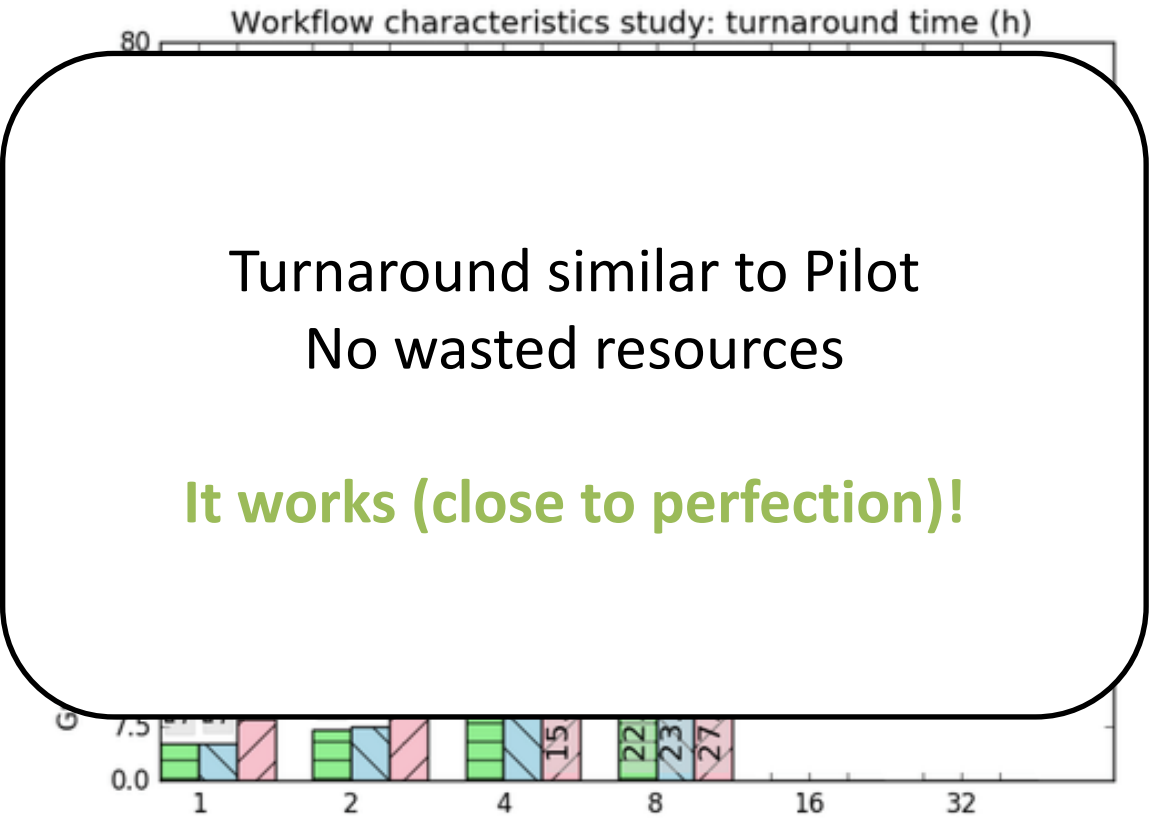 Workflow characteristics study: turnaround time (h)
80
Turnaround similar to Pilot
No wasted resources
It works (close to perfection)!
7.5
15
22
23
27
0.0
1 2 4 8 16 32